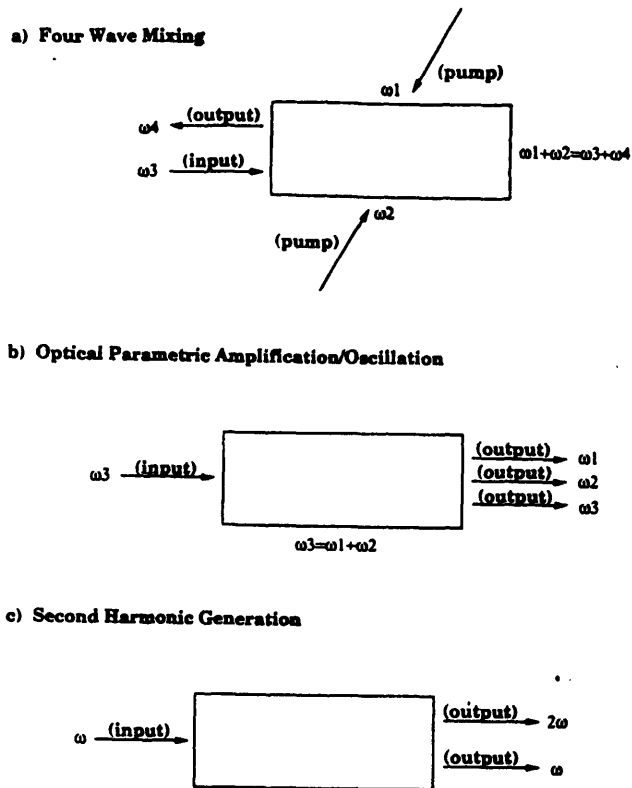 a) Four Wave Mixing
(pump)
ω1
(output)
ω4
ω3 (input)
ω1+ω2=ω3+ω4
ω2
(pump)
b) Optical Parametric Amplification/Oscillation
(output) ω1
ω3 (input)
(output) ω2
(output) ω3
ω3=ω1+ω2
c) Second Harmonic Generation
(output) 2ω
ω (input)
(output) ω